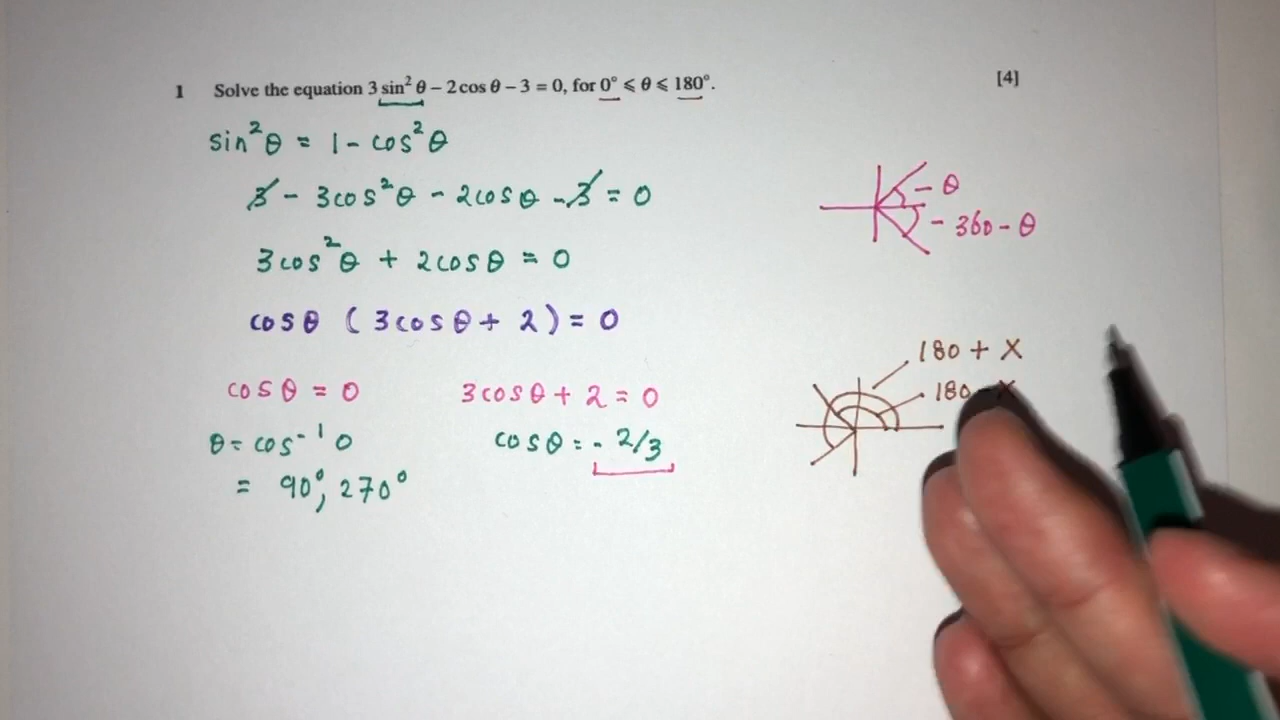 1 Solve the equation 3 sin² θ − 2 cos θ − 3 = 0, for 0° ⩽ θ ⩽ 180°. [4]
sin²θ = 1 - cos²θ
3 - 3cos²θ - 2cosθ - 3 = 0
3cos²θ + 2cosθ = 0
cosθ (3cosθ + 2) = 0
cosθ = 0
θ = cos⁻¹ 0
= 90°, 270°
3cosθ + 2 = 0
cosθ = - 2/3
- θ
- 360 - θ
180 + X
180 - X